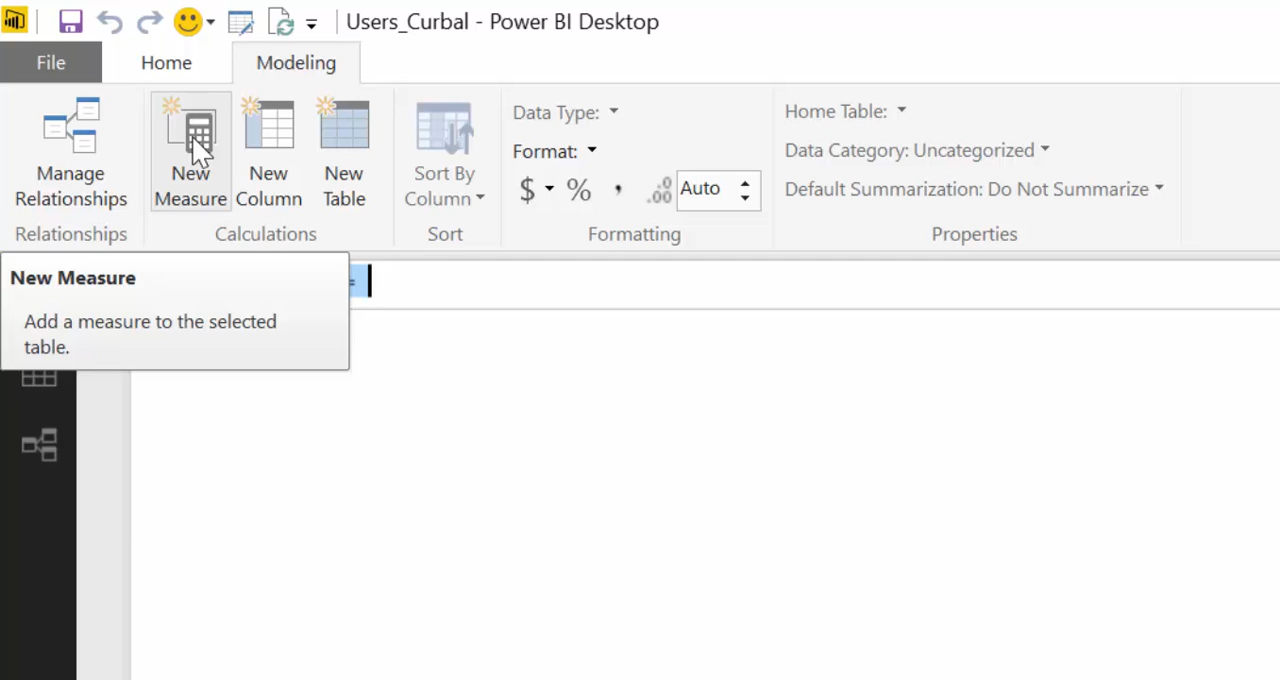 Users_Curbal - Power BI Desktop
File Home Modeling
Manage Relationships
New Measure
New Column
New Table
Sort By Column
Data Type:
Format:
$ % , .00 Auto
Home Table:
Data Category: Uncategorized
Default Summarization: Do Not Summarize
Relationships Calculations Sort Formatting Properties
New Measure
=
Add a measure to the selected
table.